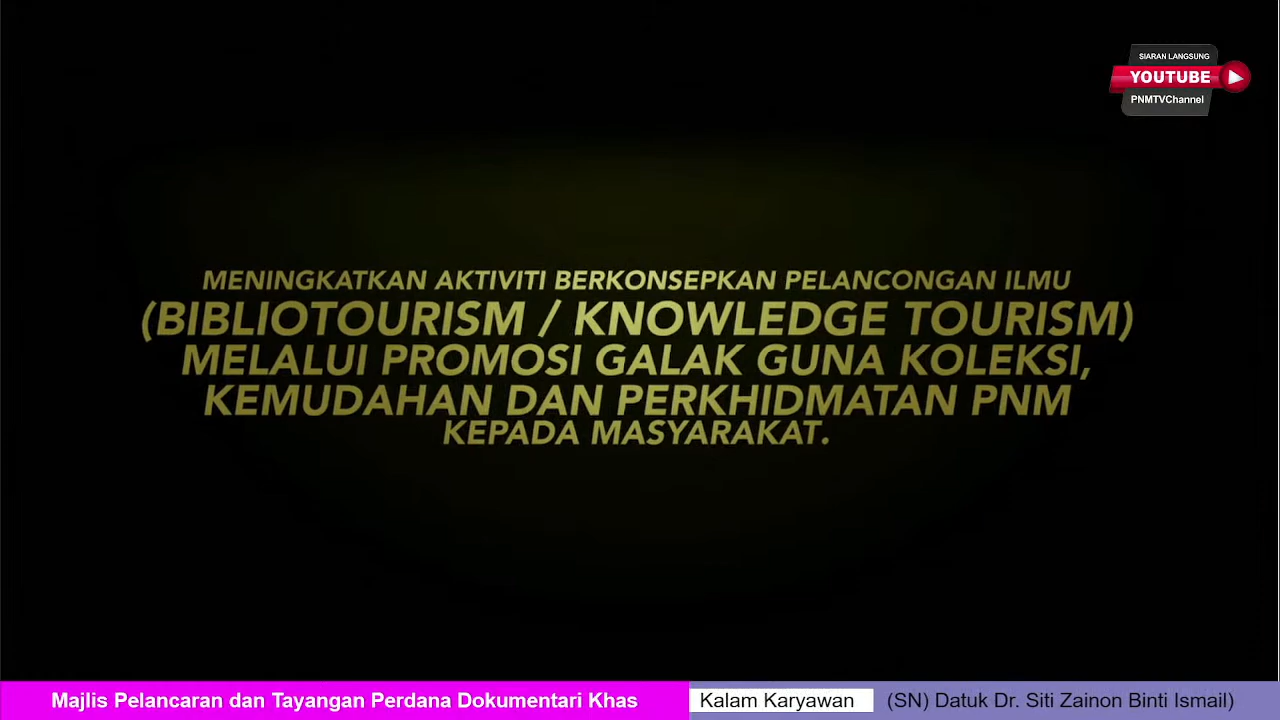 SIARAN LANGSUNG
YOUTUBE
PNMTVChannel
MENINGKATKAN AKTIVITI BERKONSEPKAN PELANCONGAN ILMU
(BIBLIOTOURISM / KNOWLEDGE TOURISM)
MELALUI PROMOSI GALAK GUNA KOLEKSI,
KEMUDAHAN DAN PERKHIDMATAN PNM
KEPADA MASYARAKAT.
Majlis Pelancaran dan Tayangan Perdana Dokumentari Khas Kalam Karyawan (SN) Datuk Dr. Siti Zainon Binti Ismail)